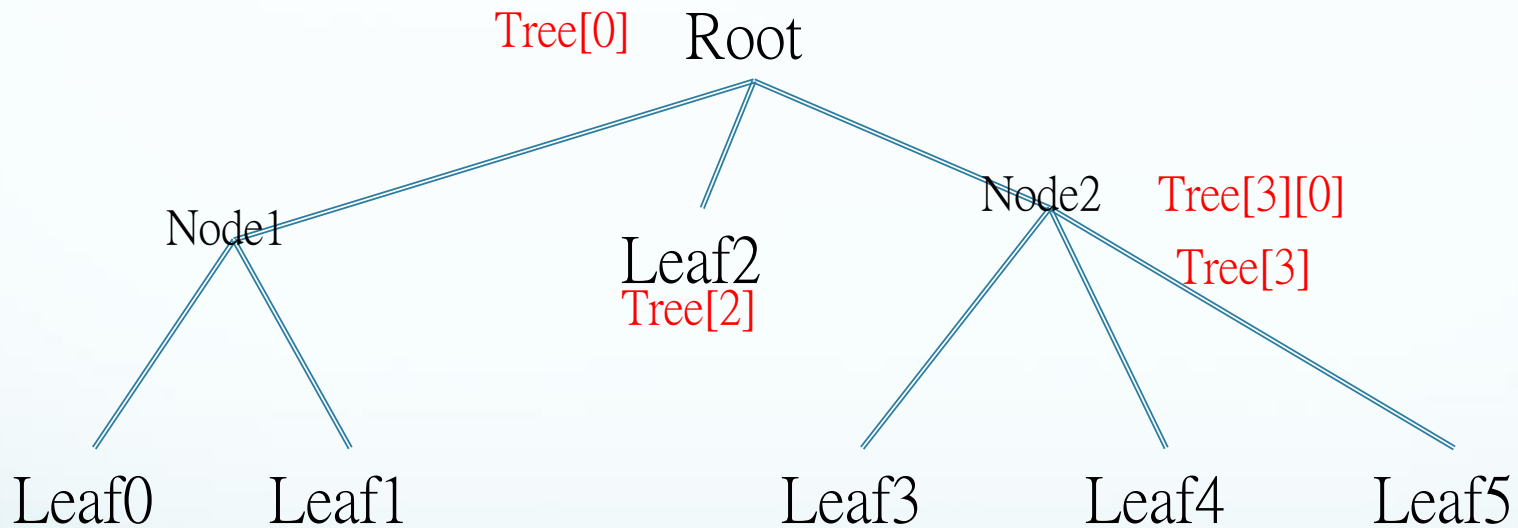 Tree[0] Root
Node1
Node2 Tree[3][0]
Leaf2
Tree[3]
Tree[2]
Leaf0 Leaf1 Leaf3 Leaf4 Leaf5